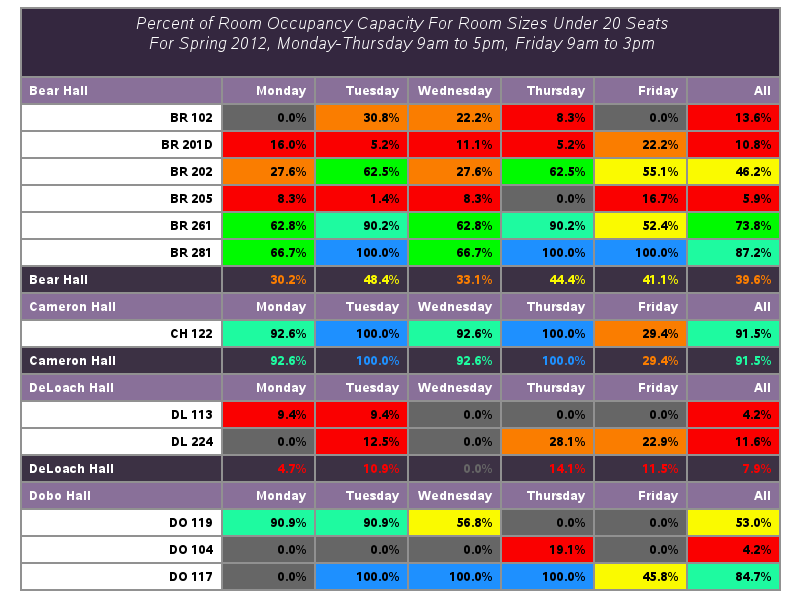 Percent of Room Occupancy Capacity For Room Sizes Under 20 Seats
For Spring 2012, Monday-Thursday 9am to 5pm, Friday 9am to 3pm
Bear Hall Monday Tuesday Wednesday Thursday Friday All
BR 102 0.0% 30.8% 22.2% 8.3% 0.0% 13.6%
BR 201D 16.0% 5.2% 11.1% 5.2% 22.2% 10.8%
BR 202 27.6% 62.5% 27.6% 62.5% 55.1% 46.2%
BR 205 8.3% 1.4% 8.3% 0.0% 16.7% 5.9%
BR 261 62.8% 90.2% 62.8% 90.2% 52.4% 73.8%
BR 281 66.7% 100.0% 66.7% 100.0% 100.0% 87.2%
Bear Hall 30.2% 48.4% 33.1% 44.4% 41.1% 39.6%
Cameron Hall Monday Tuesday Wednesday Thursday Friday All
CH 122 92.6% 100.0% 92.6% 100.0% 29.4% 91.5%
Cameron Hall 92.6% 100.0% 92.6% 100.0% 29.4% 91.5%
DeLoach Hall Monday Tuesday Wednesday Thursday Friday All
DL 113 9.4% 9.4% 0.0% 0.0% 0.0% 4.2%
DL 224 0.0% 12.5% 0.0% 28.1% 22.9% 11.6%
DeLoach Hall 4.7% 10.9% 0.0% 14.1% 11.5% 7.9%
Dobo Hall Monday Tuesday Wednesday Thursday Friday All
DO 119 90.9% 90.9% 56.8% 0.0% 0.0% 53.0%
DO 104 0.0% 0.0% 0.0% 19.1% 0.0% 4.2%
DO 117 0.0% 100.0% 100.0% 100.0% 45.8% 84.7%